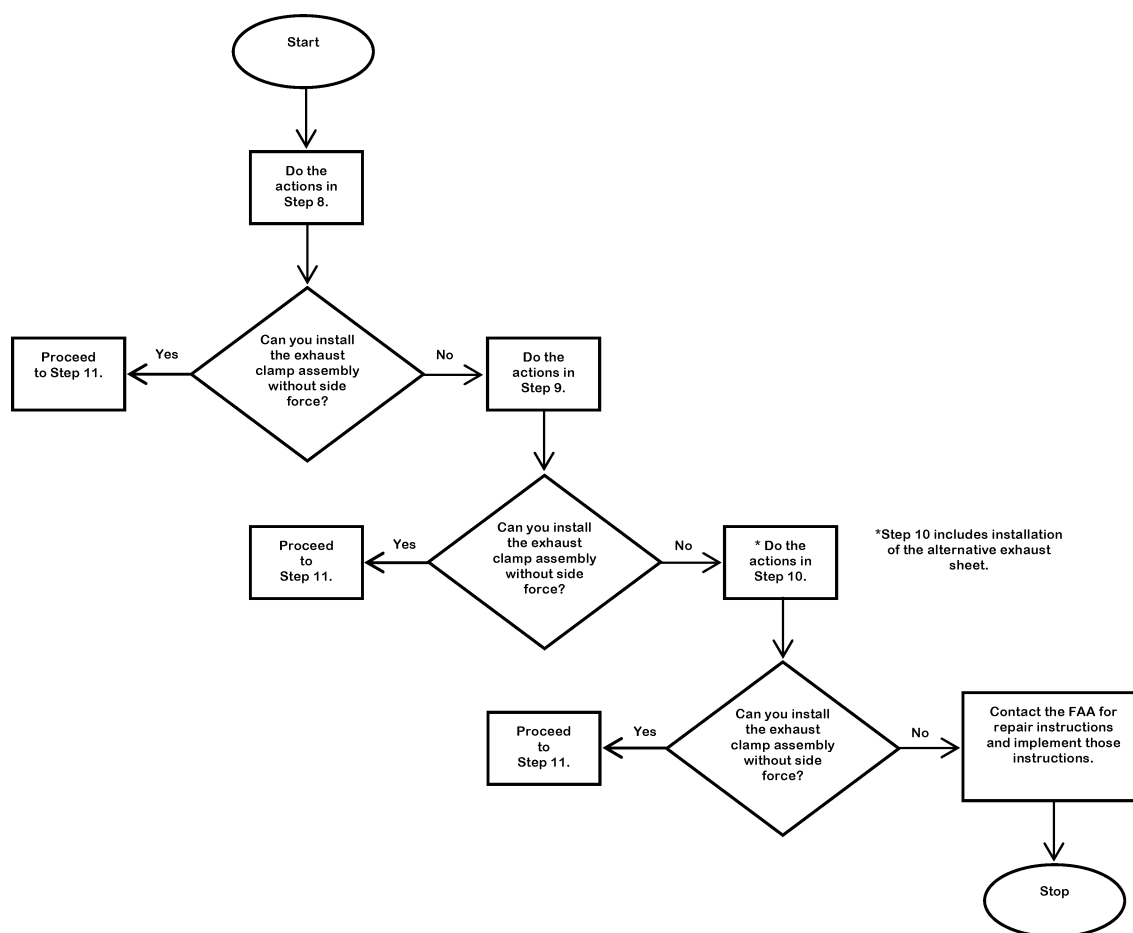 Start
Do the
actions in
Step 8.
Can you install
the exhaust
clamp assembly
without side
force?
Yes
Proceed
to Step 11.
No
Do the
actions in
Step 9.
Can you install
the exhaust
clamp assembly
without side
force?
Yes
Proceed
to
Step 11.
No
* Do the
actions in
Step 10.
*Step 10 includes installation
of the alternative exhaust
sheet.
Can you install
the exhaust
clamp assembly
without side
force?
Yes
Proceed
to
Step 11.
No
Contact the FAA for
repair instructions
and implement those
instructions.
Stop